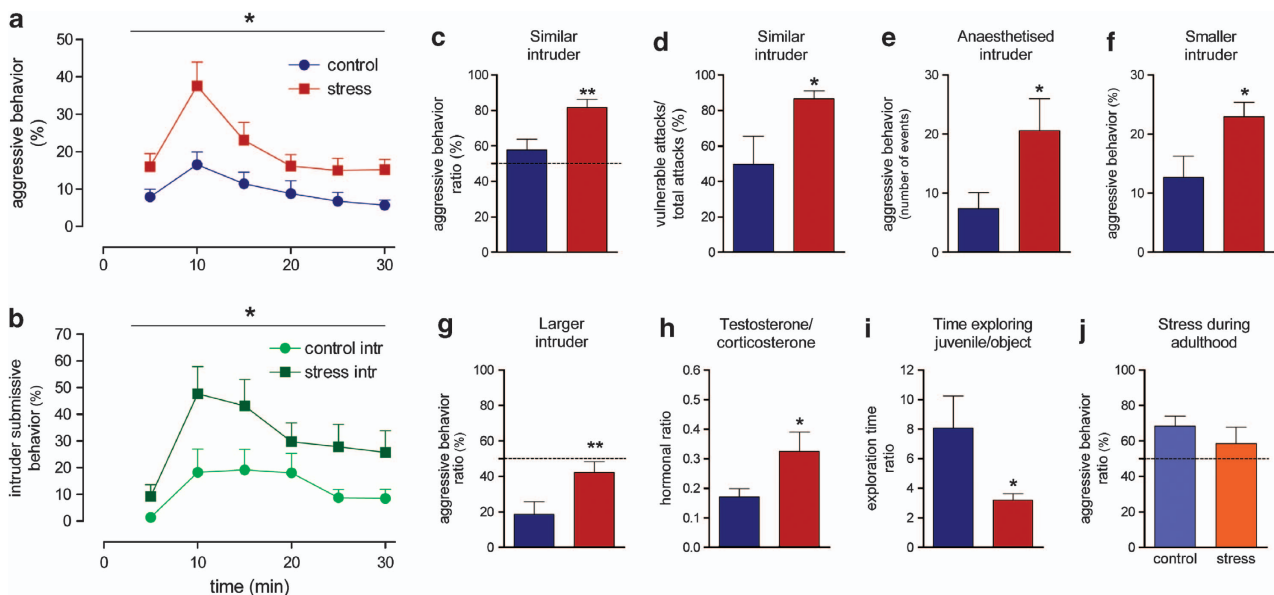 a
*
50
40
30
20
10
0
aggressive behavior
(%)
control
stress
0
10
20
30
b
*
70
60
50
40
30
20
10
0
intruder submissive
behavior (%)
control intr
stress intr
0
10
20
30
time (min)
c
Similar
intruder
100
80
60
40
20
0
aggressive behavior
ratio (%)
**
d
Similar
intruder
100
80
60
40
60
0
vulnerable attacks/
total attacks (%)
*
e
Anaesthetised
intruder
30
20
10
0
aggressive behavior
(number of events)
*
f
Smaller
intruder
30
20
10
0
aggressive behavior (%)
*
g
Larger
intruder
100
80
60
40
20
0
aggressive behavior
ratio (%)
**
h
Testosterone/
corticosterone
0.6
0.5
0.4
0.3
0.2
0.1
0.0
hormonal ratio
*
i
Time exploring
juvenile/object
12
10
8
6
4
2
0
exploration time
ratio
*
j
Stress during
adulthood
100
80
60
40
20
0
aggressive behavior
ratio (%)
control
stress